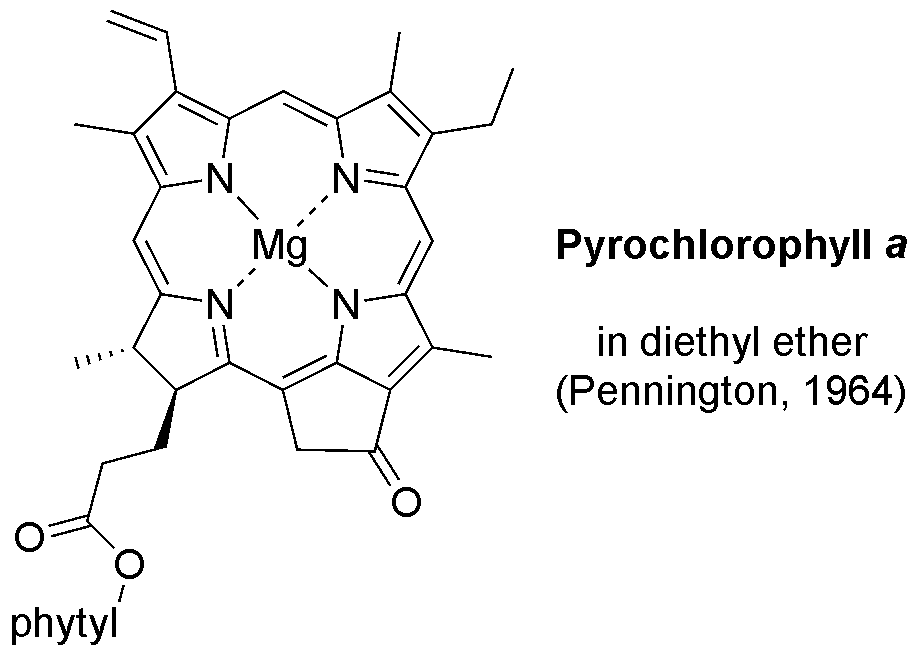 N
N
Mg
N
N
O
O
O
phytyl
Pyrochlorophyll a
in diethyl ether
(Pennington, 1964)